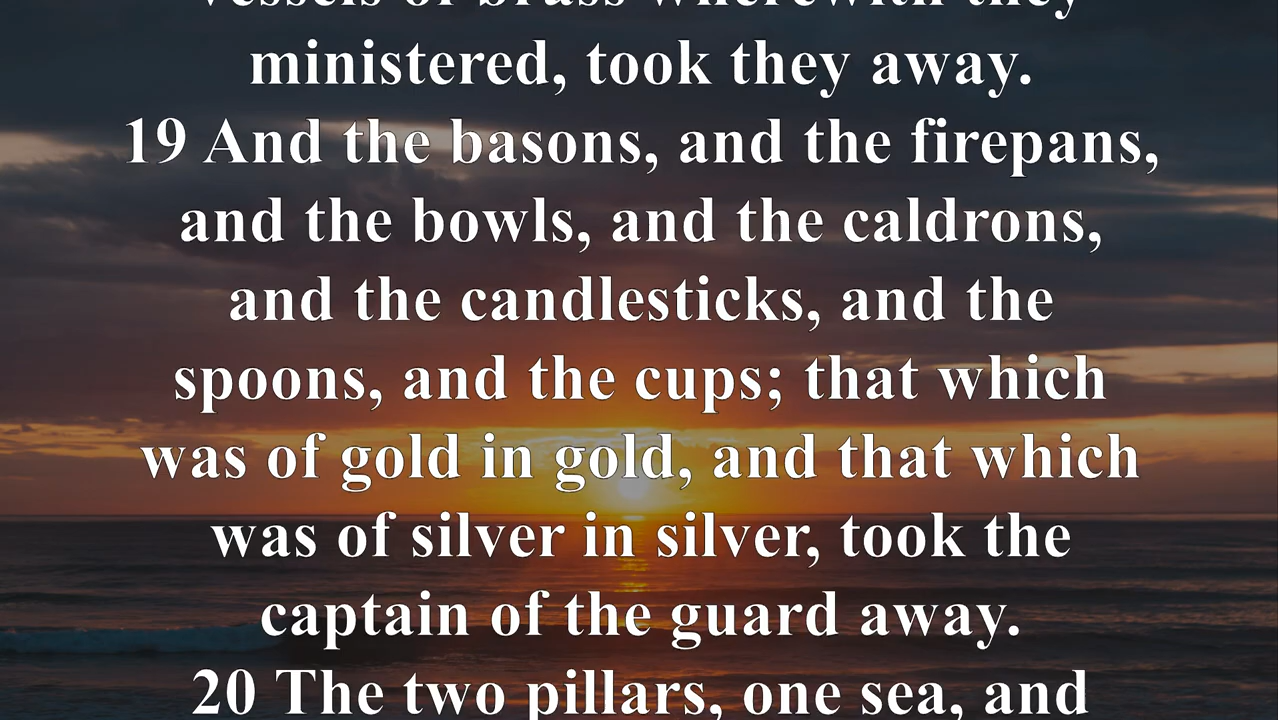 vessels of brass wherewith they
ministered, took they away.
19 And the basons, and the firepans,
and the bowls, and the caldrons,
and the candlesticks, and the
spoons, and the cups; that which
was of gold in gold, and that which
was of silver in silver, took the
captain of the guard away.
20 The two pillars, one sea, and